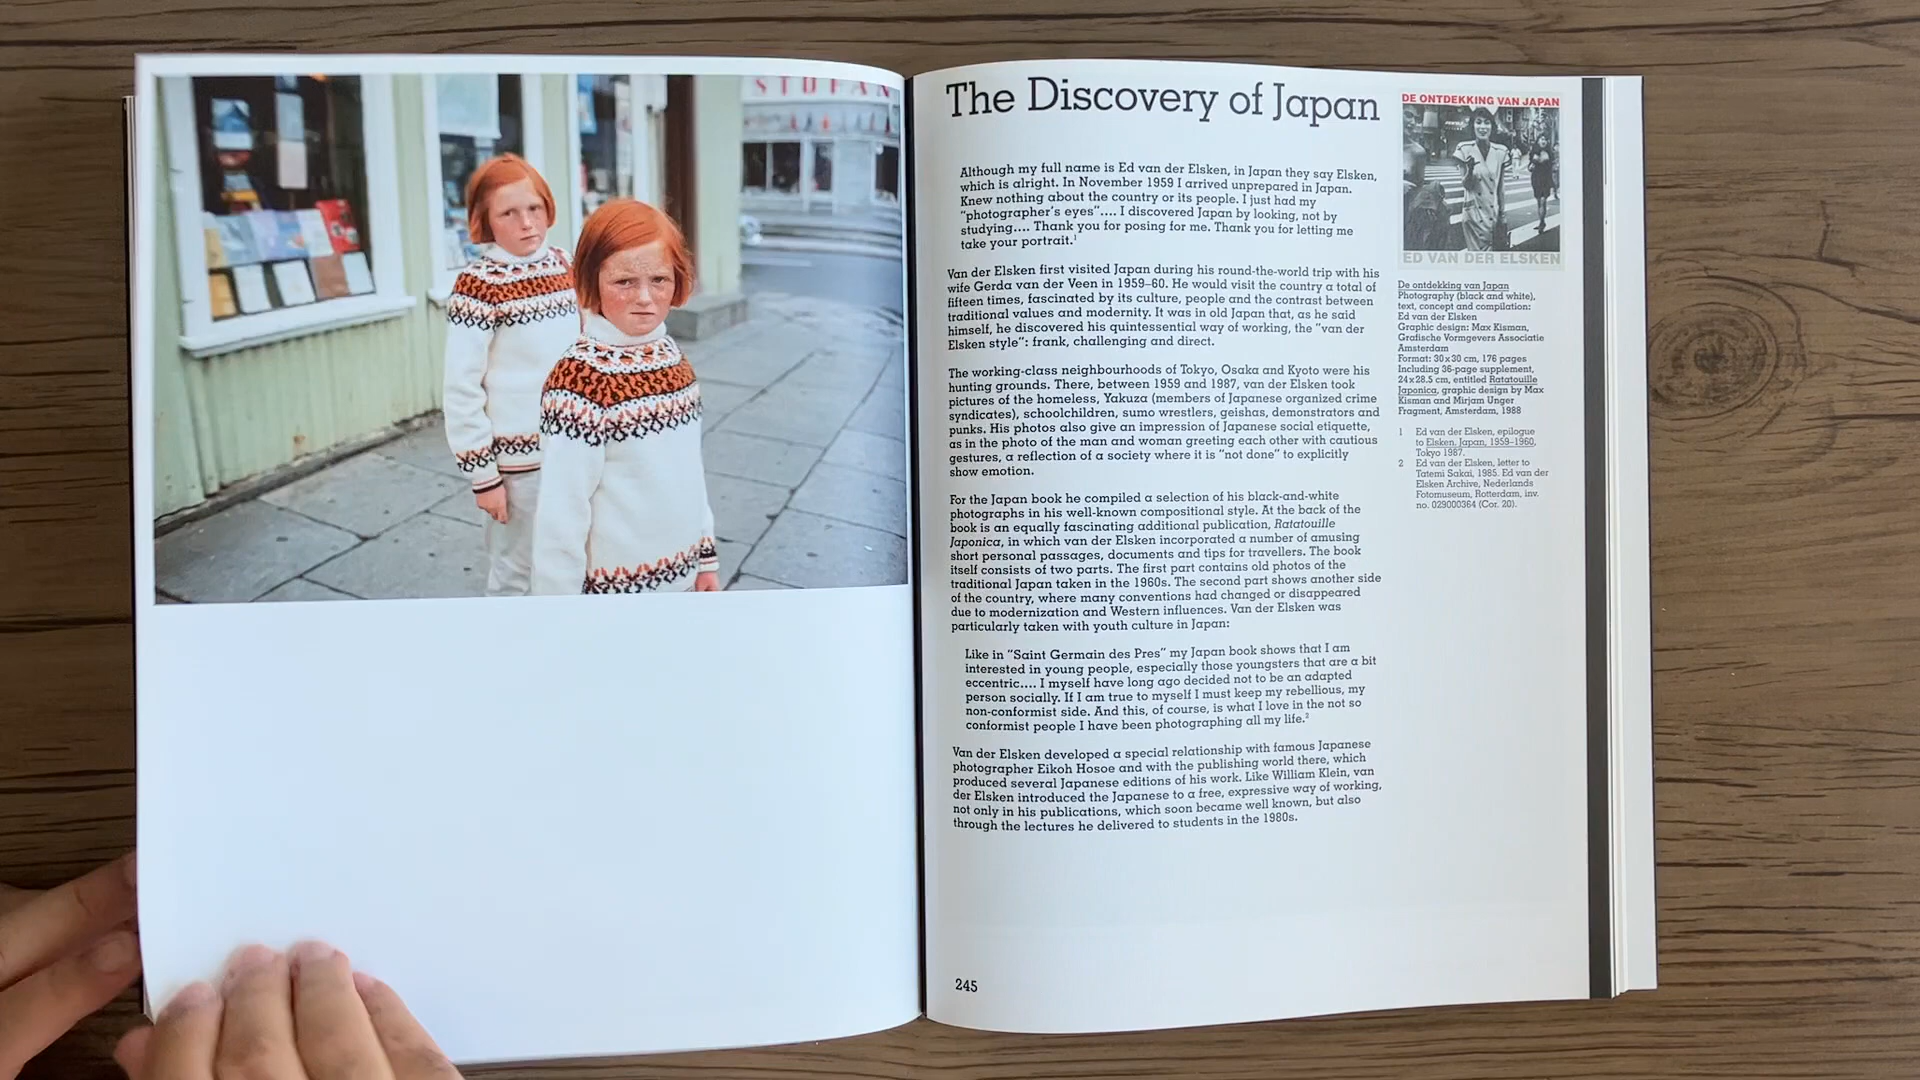 STOFAN
The Discovery of Japan
Although my full name is Ed van der Elsken, in Japan they say Elsken,
which is alright. In November 1959 I arrived unprepared in Japan.
Knew nothing about the country or its people. I just had my
“photographer's eyes”.... I discovered Japan by looking, not by
studying.... Thank you for posing for me. Thank you for letting me
take your portrait.1
Van der Elsken first visited Japan during his round-the-world trip with his
wife Gerda van der Veen in 1959–60. He would visit the country a total of
fifteen times, fascinated by its culture, people and the contrast between
traditional values and modernity. It was in old Japan that, as he said
himself, he discovered his quintessential way of working, the “van der
Elsken style”: frank, challenging and direct.
The working-class neighbourhoods of Tokyo, Osaka and Kyoto were his
hunting grounds. There, between 1959 and 1987, van der Elsken took
pictures of the homeless, Yakuza (members of Japanese organized crime
syndicates), schoolchildren, sumo wrestlers, geishas, demonstrators and
punks. His photos also give an impression of Japanese social etiquette,
as in the photo of the man and woman greeting each other with cautious
gestures, a reflection of a society where it is “not done” to explicitly
show emotion.
For the Japan book he compiled a selection of his black-and-white
photographs in his well-known compositional style. At the back of the
book is an equally fascinating additional publication, Ratatouille
Japonica, in which van der Elsken incorporated a number of amusing
short personal passages, documents and tips for travellers. The book
itself consists of two parts. The first part contains old photos of the
traditional Japan taken in the 1960s. The second part shows another side
of the country, where many conventions had changed or disappeared
due to modernization and Western influences. Van der Elsken was
particularly taken with youth culture in Japan:
Like in “Saint Germain des Pres” my Japan book shows that I am
interested in young people, especially those youngsters that are a bit
eccentric.... I myself have long ago decided not to be an adapted
person socially. If I am true to myself I must keep my rebellious, my
non-conformist side. And this, of course, is what I love in the not so
conformist people I have been photographing all my life.2
Van der Elsken developed a special relationship with famous Japanese
photographer Eikoh Hosoe and with the publishing world there, which
produced several Japanese editions of his work. Like William Klein, van
der Elsken introduced the Japanese to a free, expressive way of working,
not only in his publications, which soon became well known, but also
through the lectures he delivered to students in the 1980s.
245
DE ONTDEKKING VAN JAPAN
ED VAN DER ELSKEN
De ontdekking van Japan
Photography (black and white),
text, concept and compilation:
Ed van der Elsken
Graphic design: Max Kisman,
Grafische Vormgevers Associatie
Amsterdam
Format: 30x30 cm, 176 pages
Including 36-page supplement,
24x28.5 cm, entitled Ratatouille
Japonica, graphic design by Max
Kisman and Mirjam Unger
Fragment, Amsterdam, 1988
1 Ed van der Elsken, epilogue
to Elsken, Japan, 1959–1960,
Tokyo 1987.
2 Ed van der Elsken, letter to
Tatemi Sakai, 1985. Ed van der
Elsken Archive, Nederlands
Fotomuseum, Rotterdam, inv.
no. 029000364 (Cor. 20).